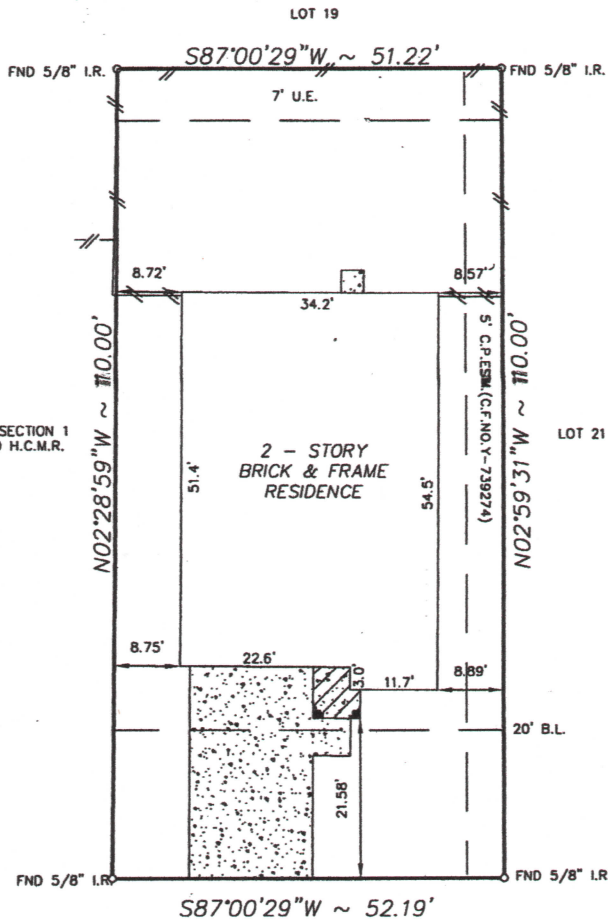 LOT 19
S87°00'29"W ~ 51.22'
FND 5/8" I.R.
FND 5/8" I.R.
7' U.E.
8.72'
8.57'
34.2'
N02°28'59"W ~ 110.00'
51.4'
2 - STORY
BRICK & FRAME
RESIDENCE
54.5'
5' C.P.ESM.(C.F.NO.Y-739274)
N02°59'31"W ~ 110.00'
SECTION 1
H.C.M.R.
LOT 21
8.75'
22.6'
3.0'
11.7'
8.89'
20' B.L.
21.58'
FND 5/8" I.R
FND 5/8" I.R
S87°00'29"W ~ 52.19'